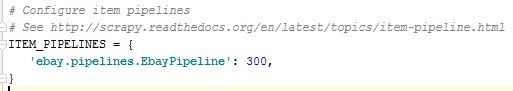 # Configure item pipelines
# See http://scrapy.readthedocs.org/en/latest/topics/item-pipeline.html
ITEM_PIPELINES = {
   'ebay.pipelines.EbayPipeline': 300,
}